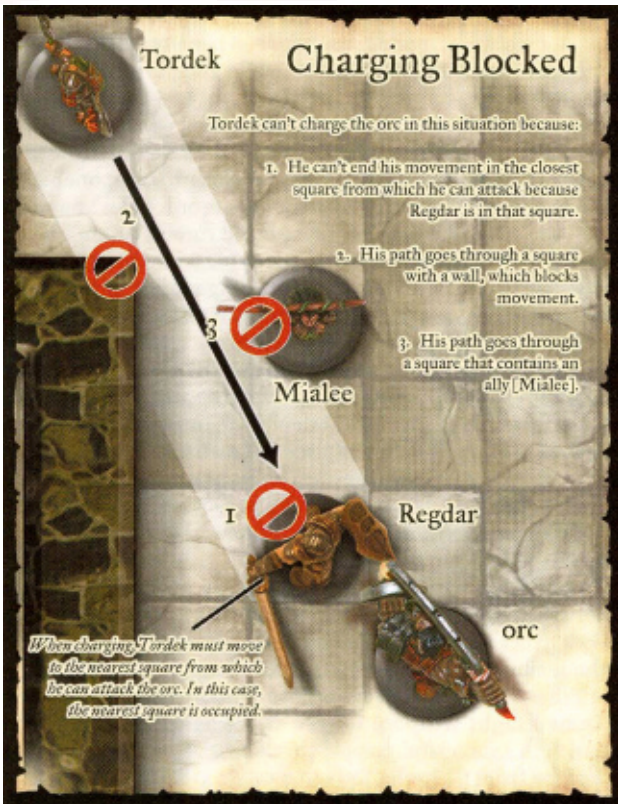 Tordek
Charging Blocked
Tordek can't charge the orc in this situation because:
1. He can't end his movement in the closest
square from which he can attack because
Regdar is in that square.
2
2. His path goes through a square
with a wall, which blocks
movement.
3
3. His path goes through
a square that contains an
ally [Mialee].
Mialee
1
Regdar
orc
When charging, Tordek must move
to the nearest square from which
he can attack the orc. In this case,
the nearest square is occupied.